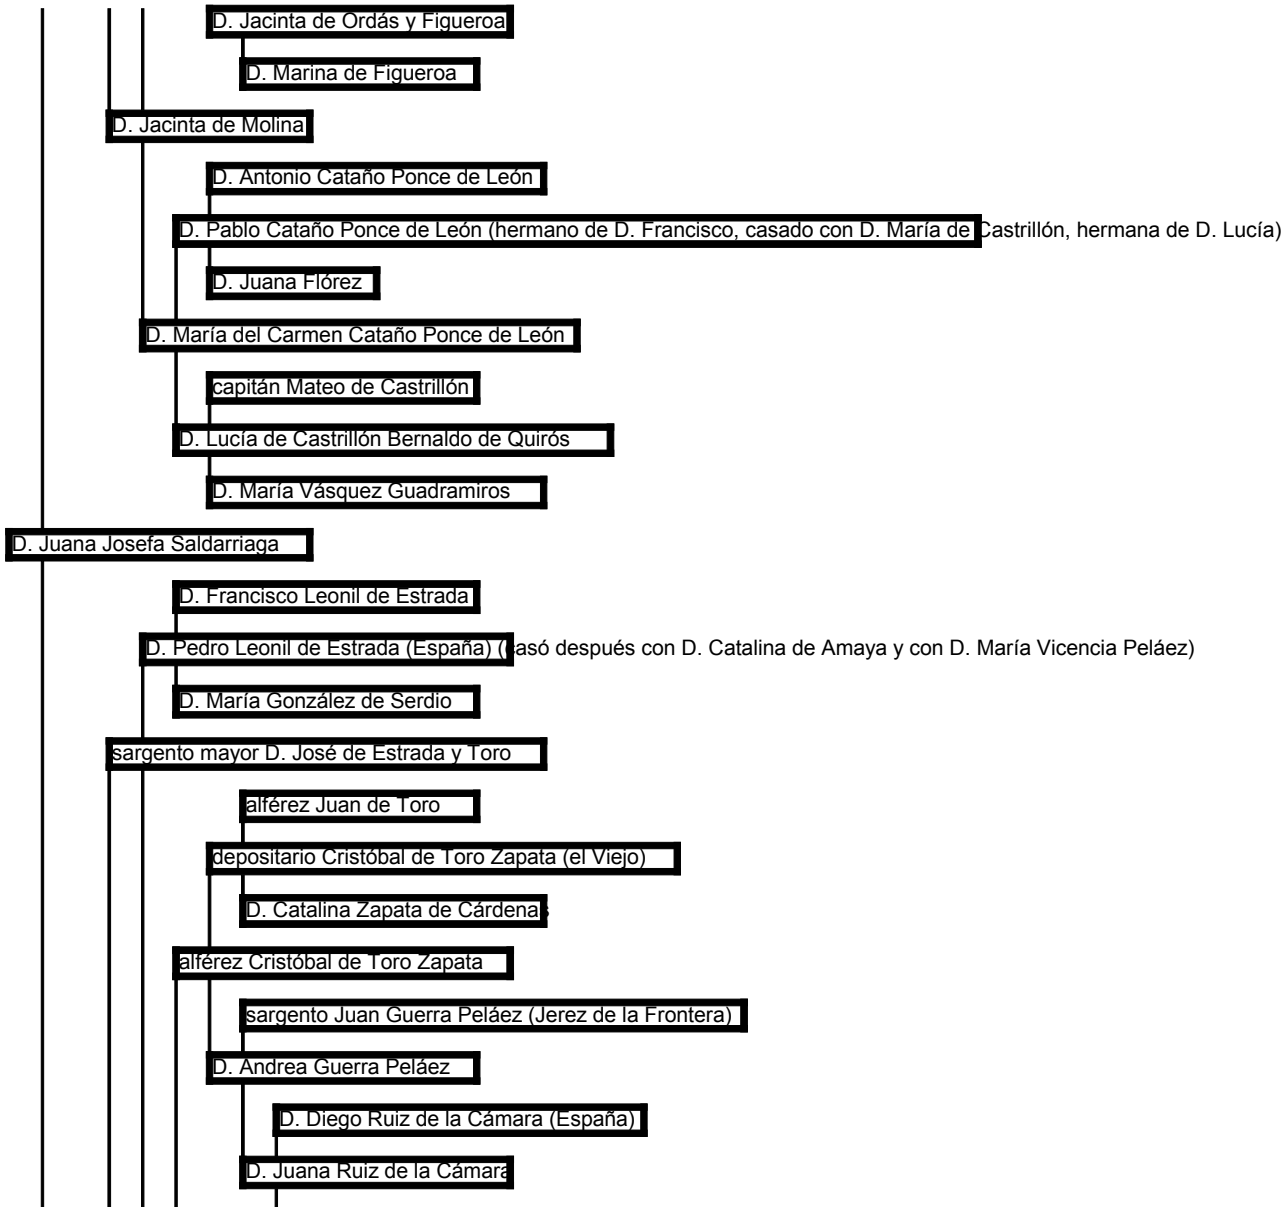 D. Jacinta de Ordás y Figueroa
D. Marina de Figueroa
D. Jacinta de Molina
D. Antonio Cataño Ponce de León
D. Pablo Cataño Ponce de León (hermano de D. Francisco, casado con D. María de Castrillón, hermana de D. Lucía)
D. Juana Flórez
D. María del Carmen Cataño Ponce de León
capitán Mateo de Castrillón
D. Lucía de Castrillón Bernaldo de Quirós
D. María Vásquez Guadramiros
D. Juana Josefa Saldarriaga
D. Francisco Leonil de Estrada
D. Pedro Leonil de Estrada (España) (casó después con D. Catalina de Amaya y con D. María Vicencia Peláez)
D. María González de Serdio
sargento mayor D. José de Estrada y Toro
alférez Juan de Toro
depositario Cristóbal de Toro Zapata (el Viejo)
D. Catalina Zapata de Cárdenas
alférez Cristóbal de Toro Zapata
sargento Juan Guerra Peláez (Jerez de la Frontera)
D. Andrea Guerra Peláez
D. Diego Ruiz de la Cámara (España)
D. Juana Ruiz de la Cámara